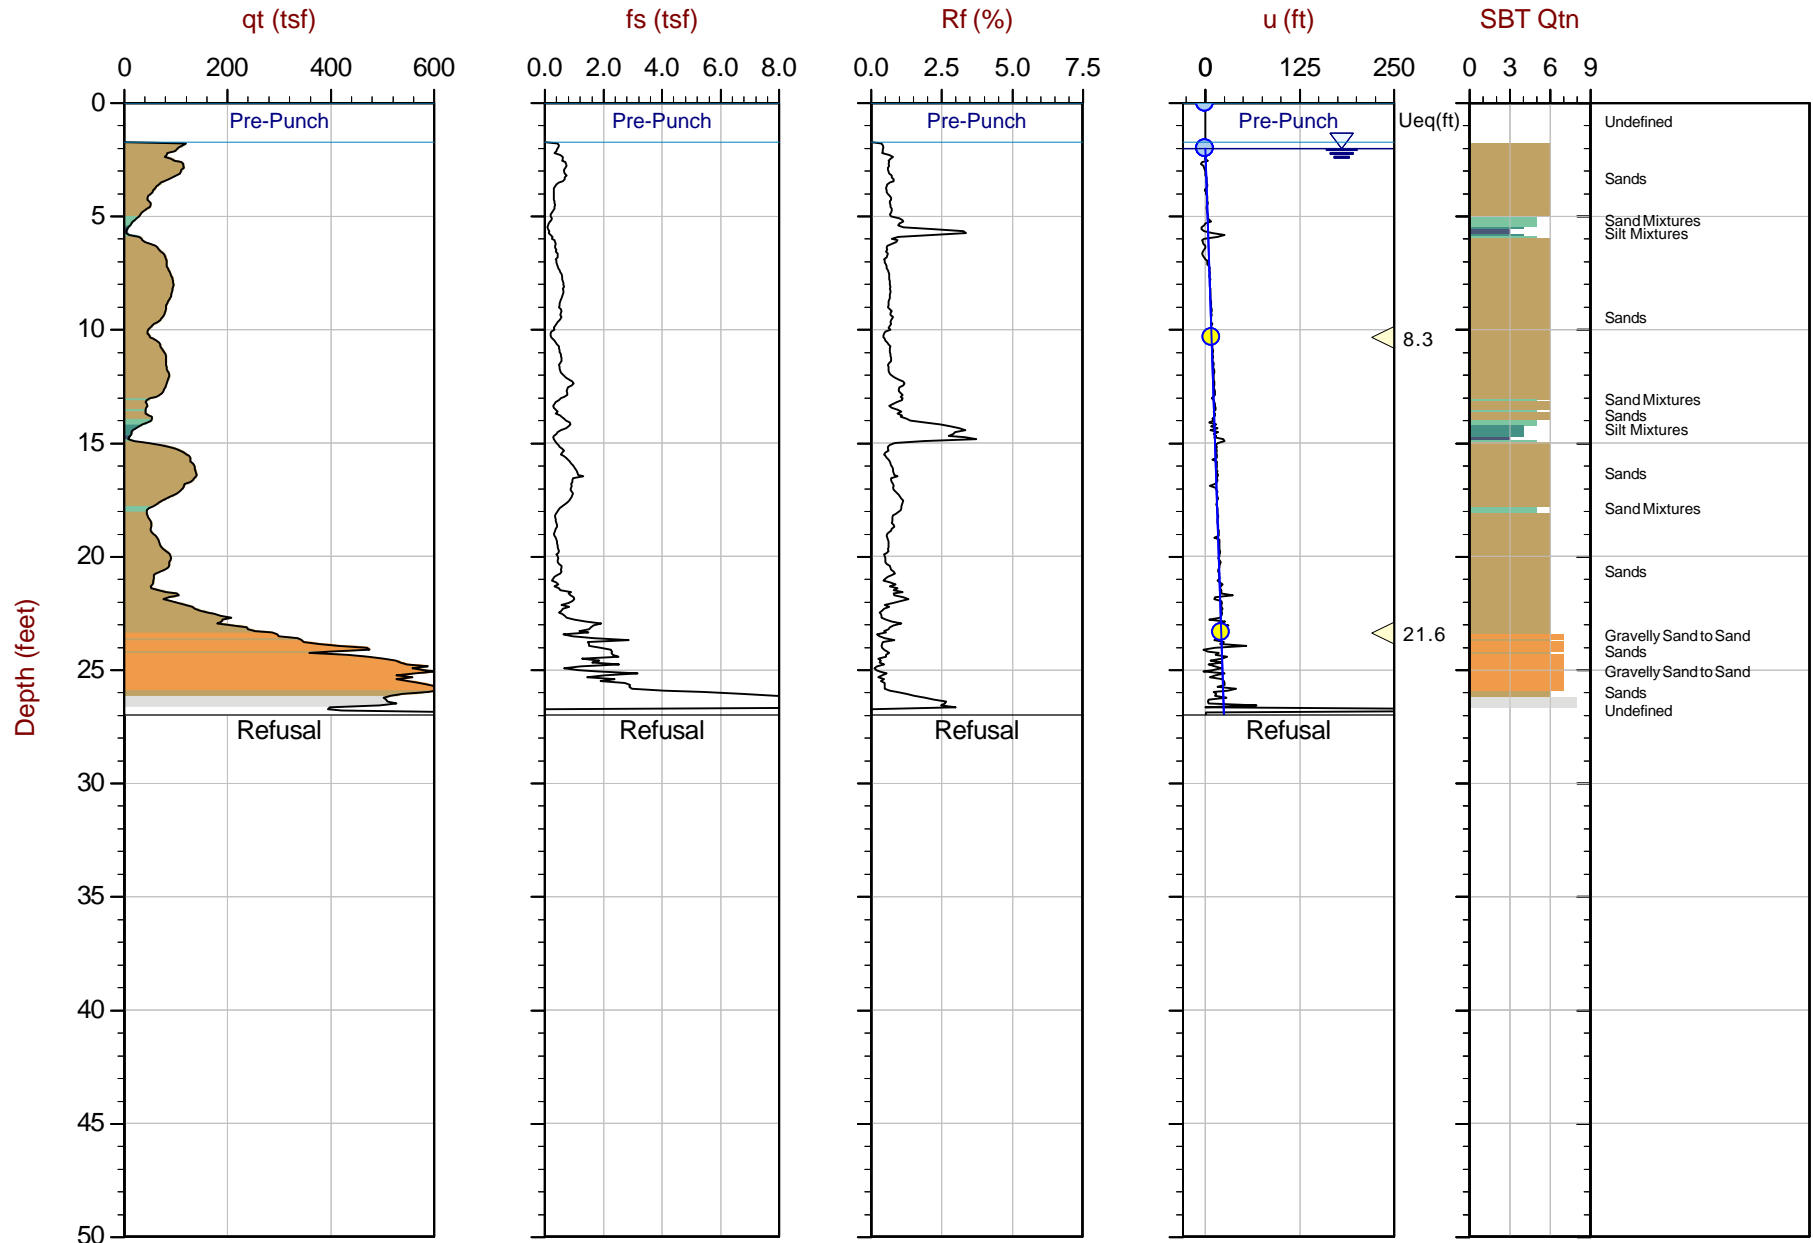 qt (tsf) fs (tsf) Rf (%) u (ft) SBT Qtn
0 200 400 600 0.0 2.0 4.0 6.0 8.0 0.0 2.5 5.0 7.5 0 125 250 0 3 6 9
0
Pre-Punch Pre-Punch Pre-Punch Pre-Punch Ueq(ft) Undefined
Sands
5
Sand Mixtures
Silt Mixtures
Sands
10
8.3
Sand Mixtures
Sands
Silt Mixtures
15
Sands
Sand Mixtures
20
Sands
21.6
Gravelly Sand to Sand
Sands
25
Gravelly Sand to Sand
Sands
Undefined
Refusal Refusal Refusal Refusal
Depth (feet)
30
35
40
45
50